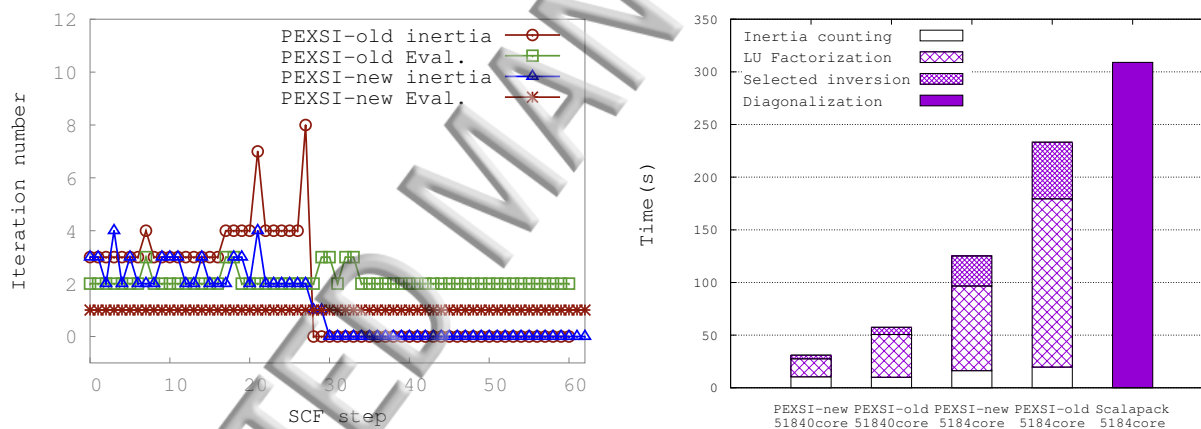 12
10
8
6
4
2
0
Iteration number
PEXSI-old inertia
PEXSI-old Eval.
PEXSI-new inertia
PEXSI-new Eval.
0 10 20 30 40 50 60
SCF step
TED MAN
350
300
250
200
150
100
50
0
Time(s)
Inertia counting
LU Factorization
Selected inversion
Diagonalization
PEXSI-new PEXSI-old PEXSI-new PEXSI-old Scalapack
51840core 51840core 5184core 5184core 5184core